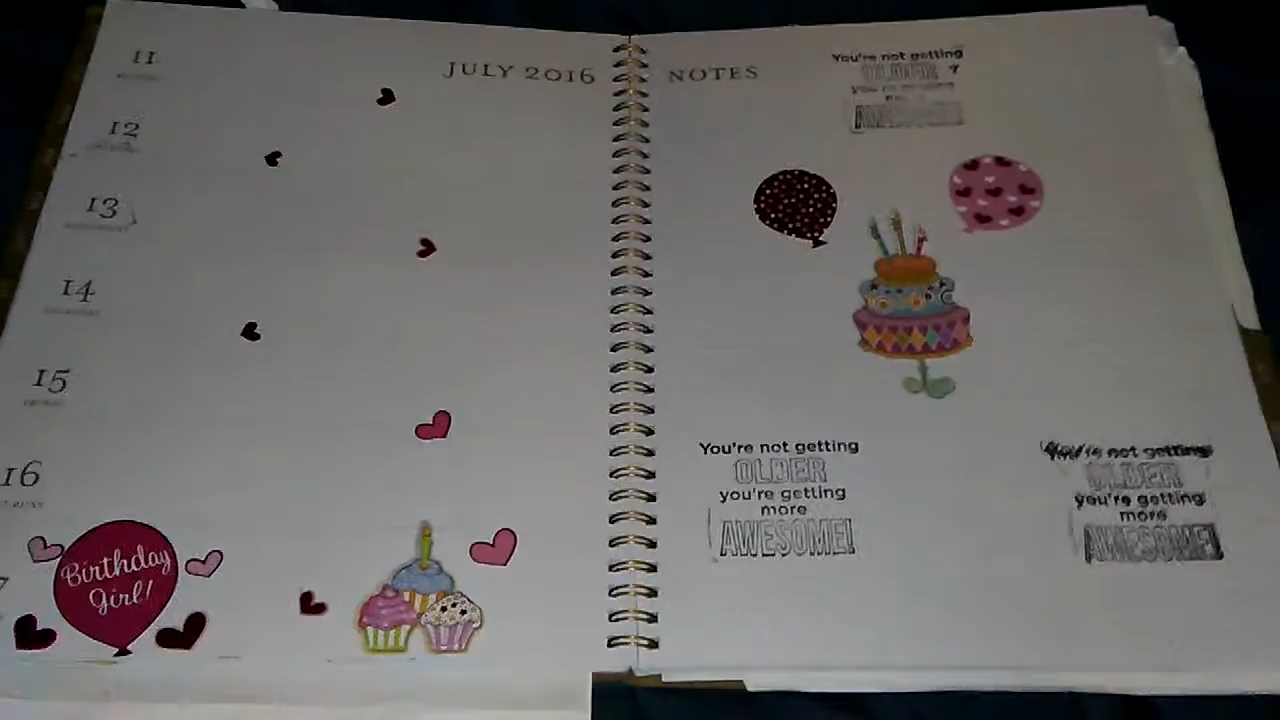 11
JULY 2016
12
13
14
15
16
Birthday
Girl!
NOTES
You're not getting
OLDER
AWESOME!
You're not getting
OLDER
you're getting
more
AWESOME!
You're not getting
OLDER
you're getting
more
AWESOME!